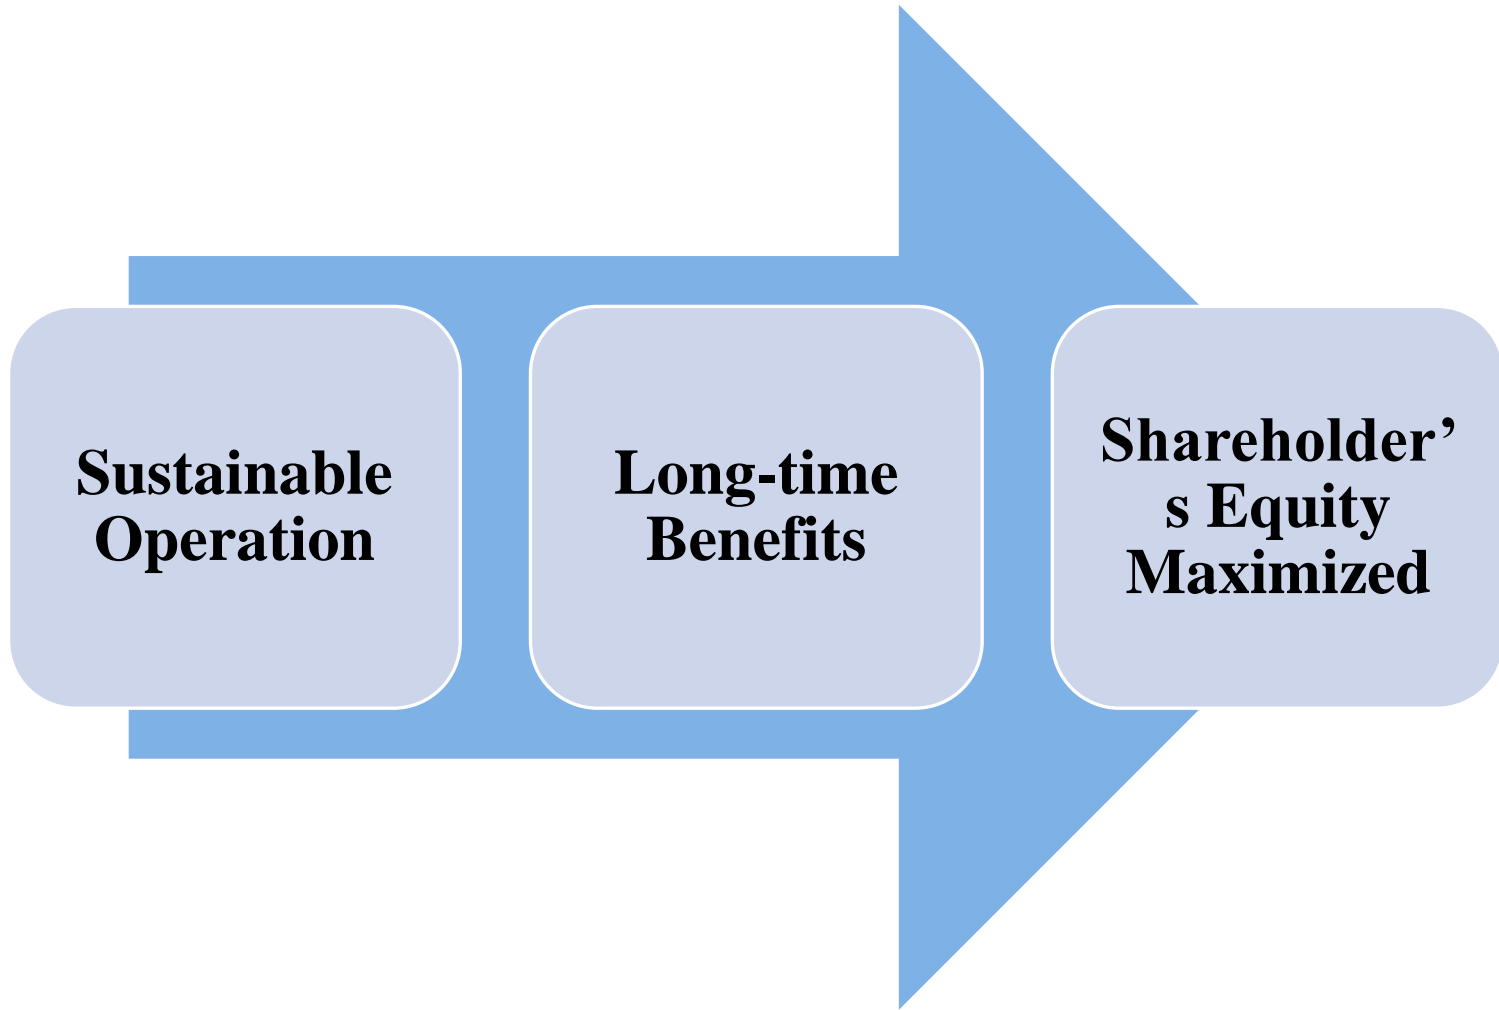 Sustainable
Operation
Long-time
Benefits
Shareholder’
s Equity
Maximized